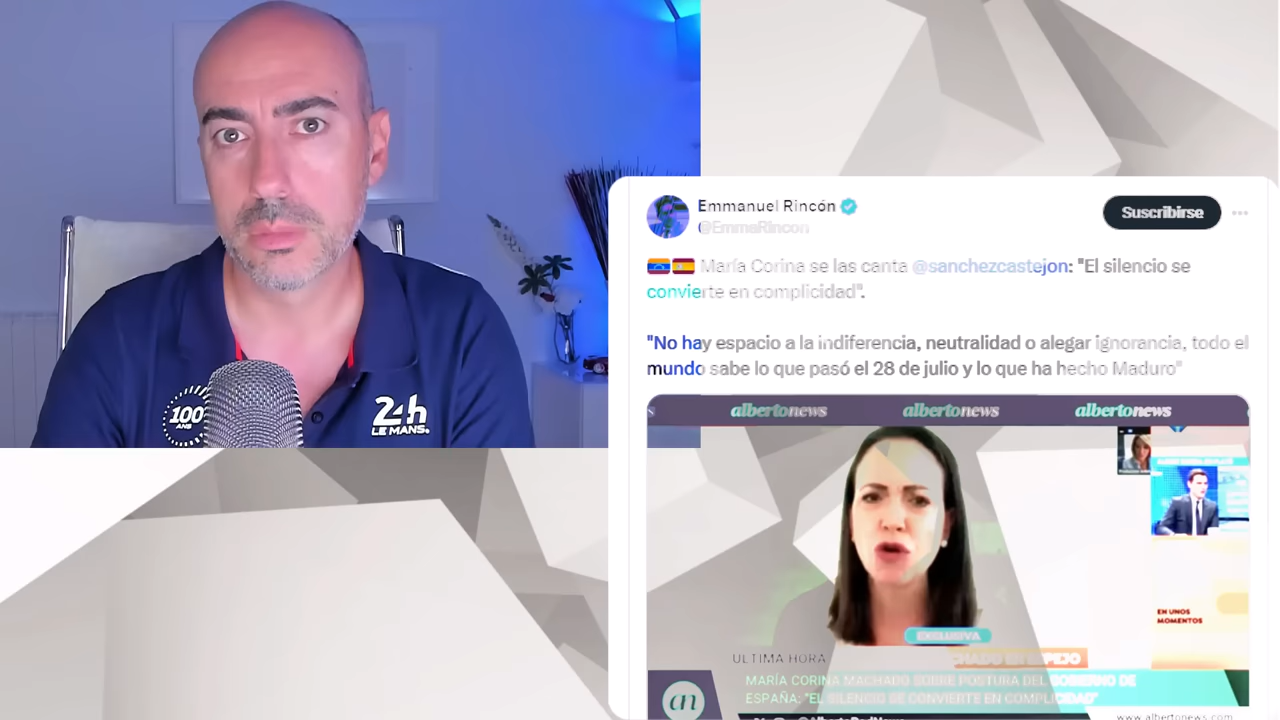 100
ANS
24h
LE MANS.
Emmanuel Rincón
@EmmaRincon
Suscribirse
María Corina se las canta @sanchezcastejon: "El silencio se
convierte en complicidad".
"No hay espacio a la indiferencia, neutralidad o alegar ignorancia, todo el
mundo sabe lo que pasó el 28 de julio y lo que ha hecho Maduro"
albertonews albertonews albertonews
EN UNOS
MOMENTOS
EXCLUSIVA
ULTIMA HORA
MARÍA CORINA MACHADO SOBRE POSTURA DEL GOBIERNO DE
ESPAÑA: "EL SILENCIO SE CONVIERTE EN COMPLICIDAD"
an
www.albertonews.com